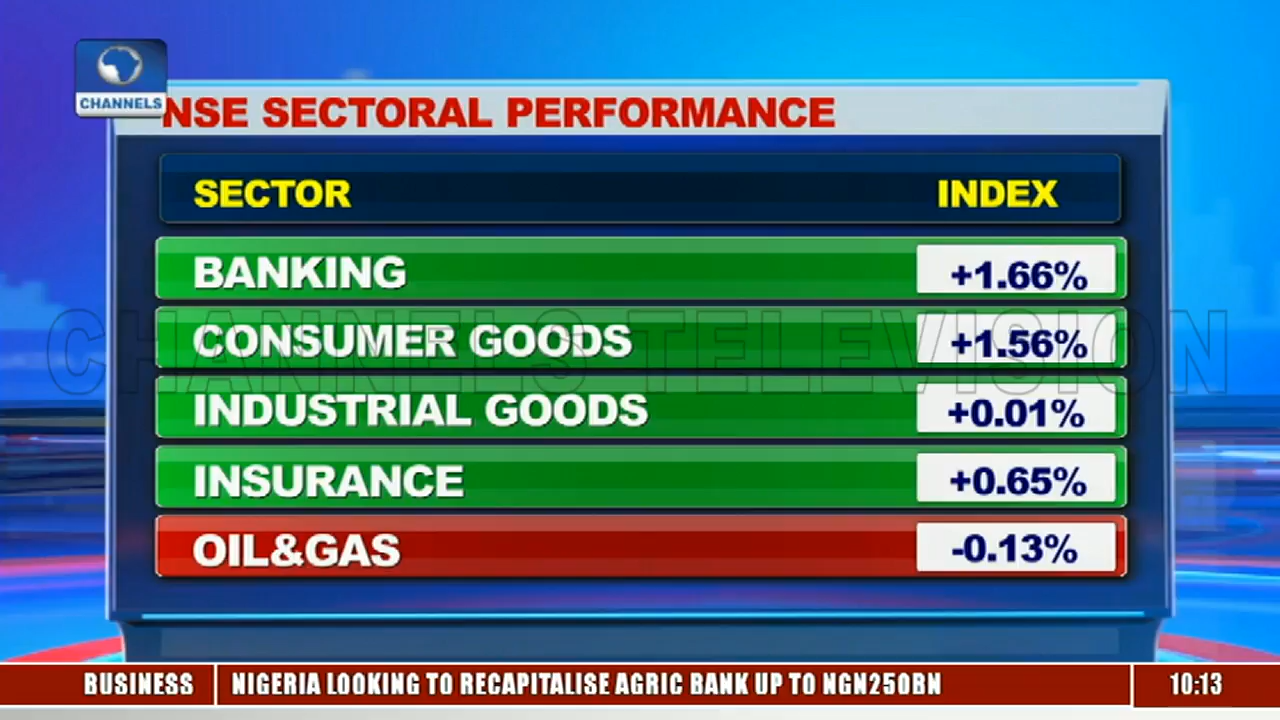 CHANNELS
NSE SECTORAL PERFORMANCE
SECTOR INDEX
BANKING +1.66%
CONSUMER GOODS +1.56%
CHANNELS TELEVISION
INDUSTRIAL GOODS +0.01%
INSURANCE +0.65%
OIL&GAS -0.13%
BUSINESS NIGERIA LOOKING TO RECAPITALISE AGRIC BANK UP TO NGN250BN 10:13